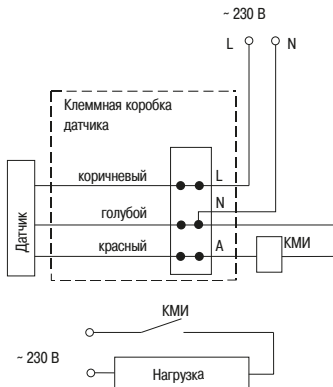 ~ 230 В
L N
Клеммная коробка
датчика
коричневый L
N
голубой
Датчик
красный A
КМИ
КМИ
~ 230 В
Нагрузка